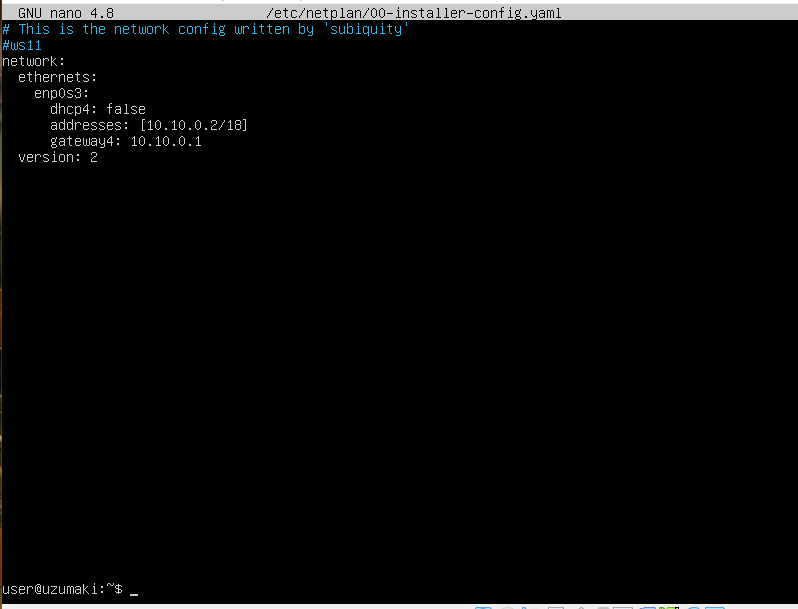 GNU nano 4.8 /etc/netplan/00-installer-config.yaml
# This is the network config written by 'subiquity'
#ws11
network:
  ethernets:
    enp0s3:
      dhcp4: false
      addresses: [10.10.0.2/18]
      gateway4: 10.10.0.1
  version: 2
user@uzumaki:~$ _